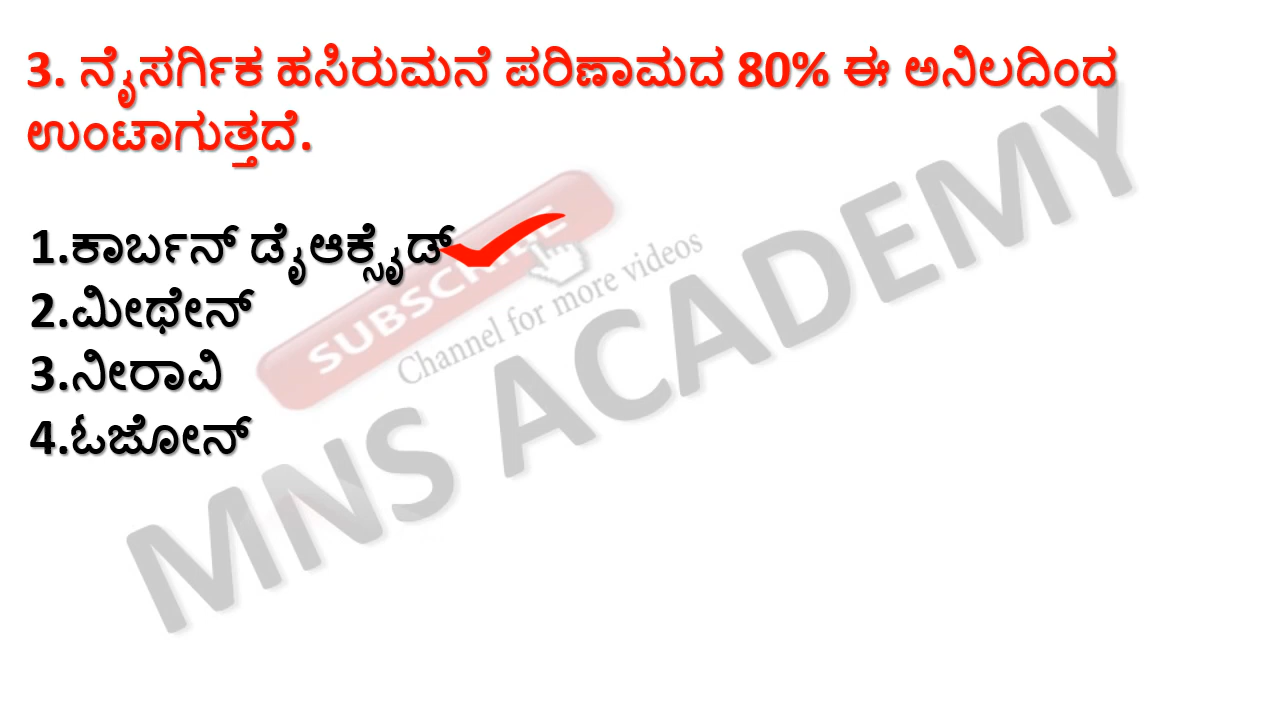 3. ನೈಸರ್ಗಿಕ ಹಸಿರುಮನೆ ಪರಿಣಾಮದ 80% ಈ ಅನಿಲದಿಂದ
ಉಂಟಾಗುತ್ತದೆ.
1.ಕಾರ್ಬನ್ ಡೈಆಕ್ಸೈಡ್
2.ಮೀಥೇನ್
3.ನೀರಾವಿ
4.ಓಜೋನ್
SUBSCRIBE
Channel for more videos
MNS ACADEMY